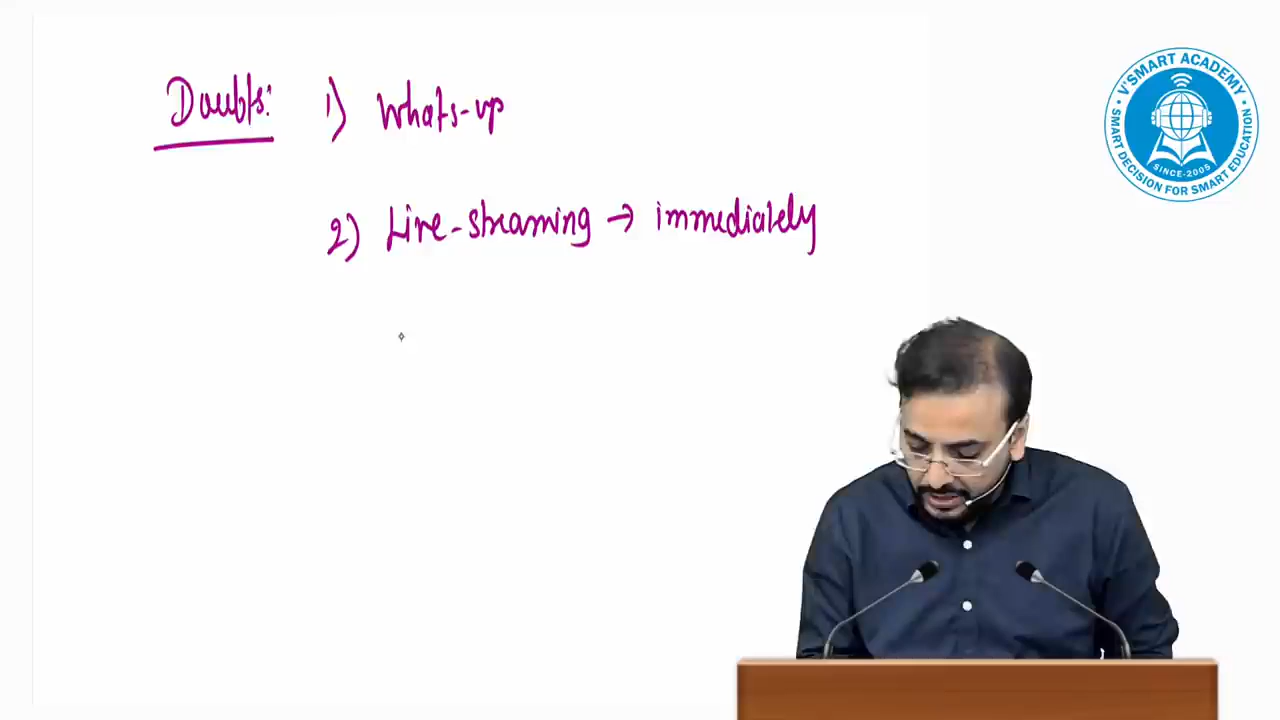 Doubts: 1) Whats-up
2) Live-streaming → immediately
V'SMART ACADEMY
SINCE-2005
SMART DECISION FOR SMART EDUCATION